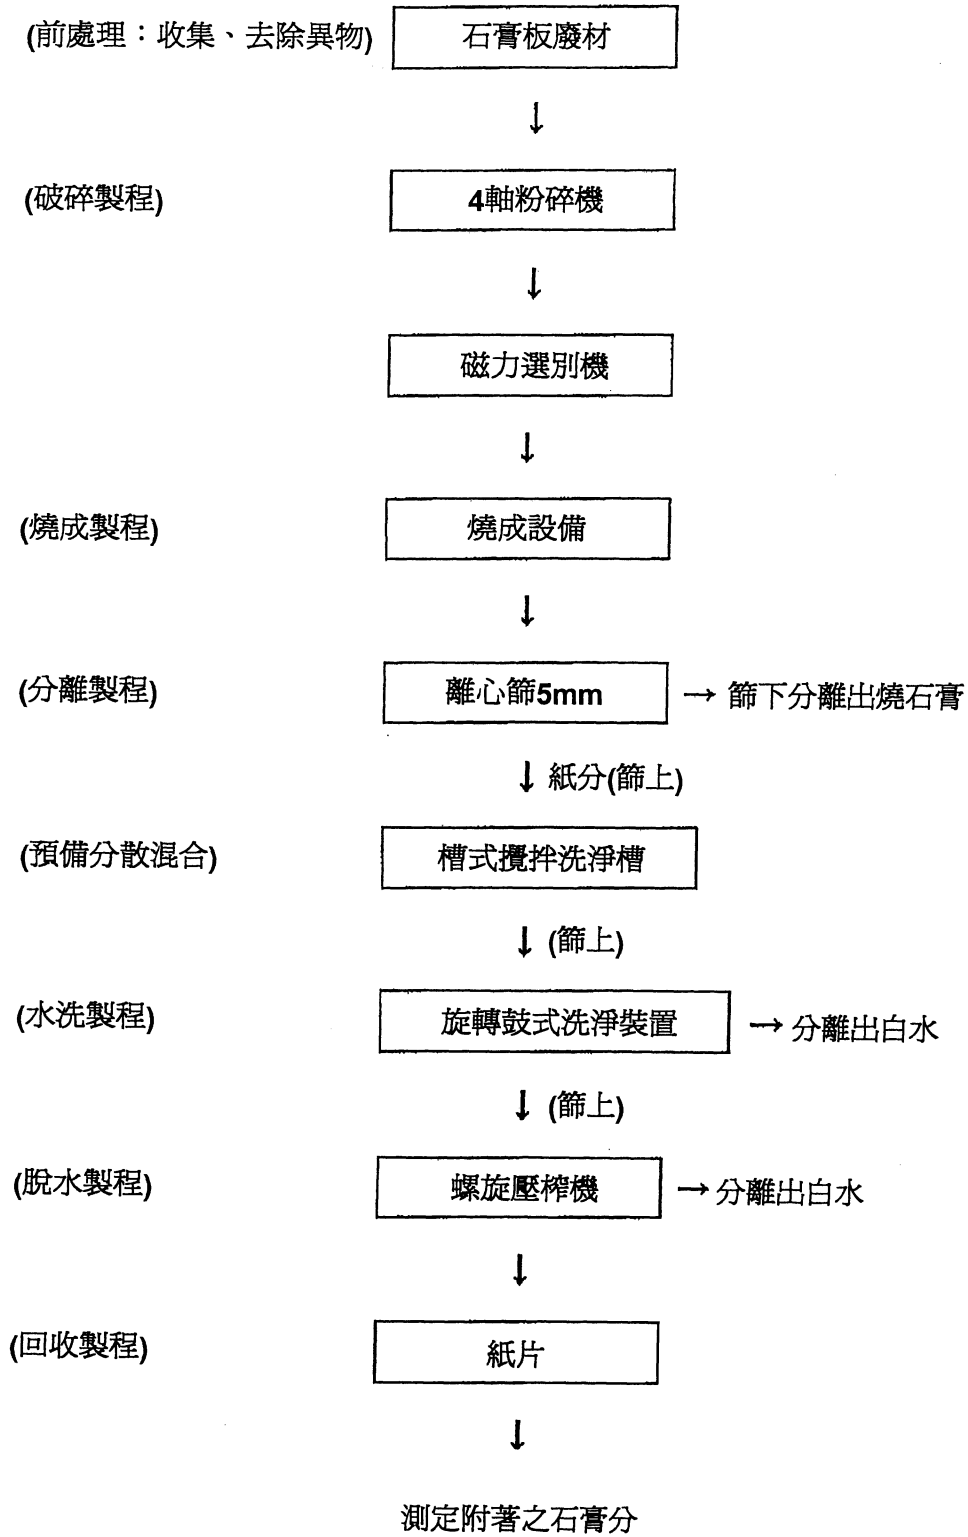 (前處理：收集、去除異物) 石膏板廢材
↓
(破碎製程) 4軸粉碎機
↓
磁力選別機
↓
(燒成製程) 燒成設備
↓
(分離製程) 離心篩5mm → 篩下分離出燒石膏
↓ 紙分(篩上)
(預備分散混合) 槽式攪拌洗淨槽
↓ (篩上)
(水洗製程) 旋轉鼓式洗淨裝置 → 分離出白水
↓ (篩上)
(脫水製程) 螺旋壓榨機 → 分離出白水
↓
(回收製程) 紙片
↓
測定附著之石膏分